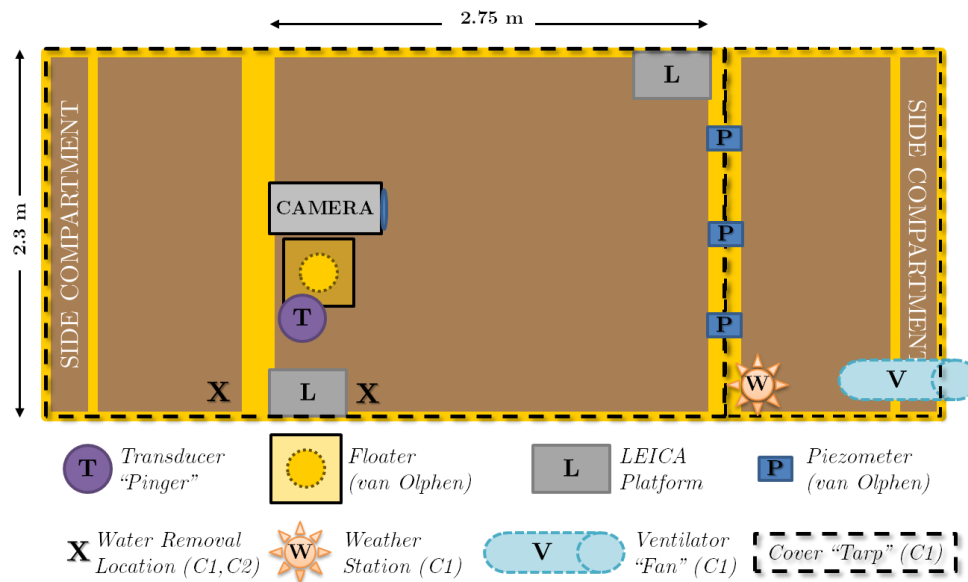 2.75 m
2.3 m
SIDE COMPARTMENT
SIDE COMPARTMENT
L
P
CAMERA
P
T
P
L
X
X
W
V
T
Transducer
“Pinger”
Floater
(van Olphen)
L
LEICA
Platform
P
Piezometer
(van Olphen)
X
Water Removal
Location (C1,C2)
W
Weather
Station (C1)
V
Ventilator
“Fan” (C1)
Cover “Tarp” (C1)